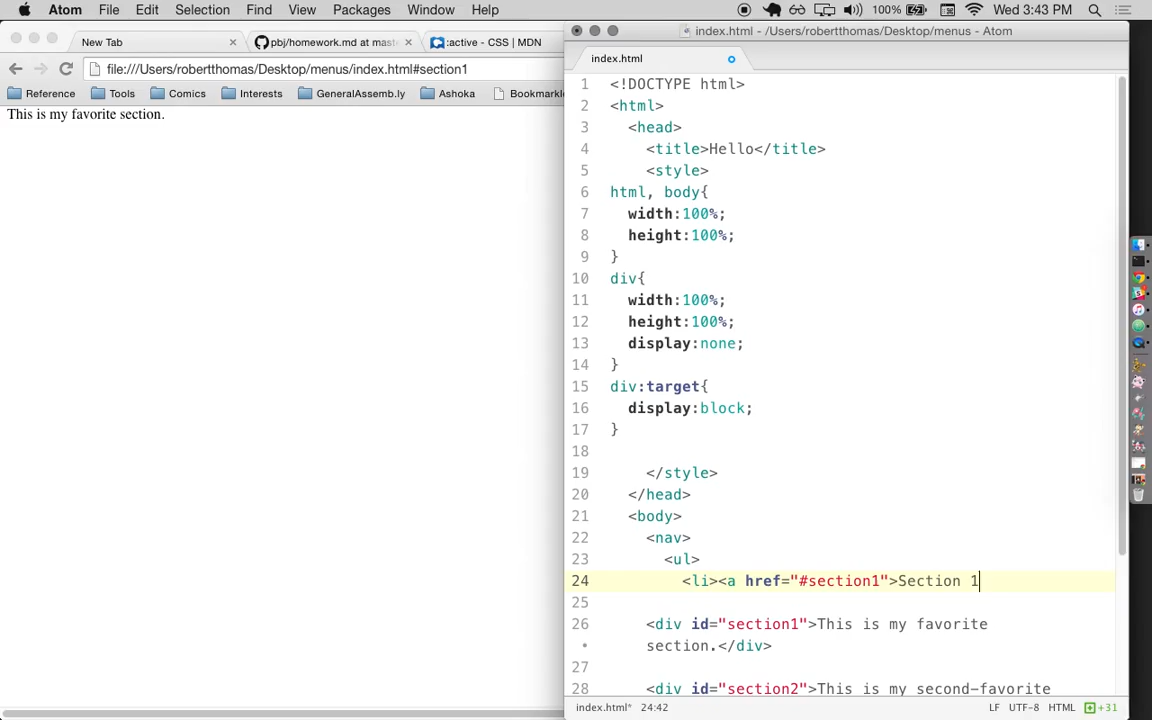 Atom File Edit Selection Find View Packages Window Help 100% Wed 3:43 PM
New Tab pbj/homework.md at maste :active - CSS | MDN
index.html - /Users/robertthomas/Desktop/menus - Atom
file:///Users/robertthomas/Desktop/menus/index.html#section1
index.html
Reference Tools Comics Interests GeneralAssemb.ly Ashoka Bookmarkle
This is my favorite section.
1 <!DOCTYPE html>
2 <html>
3 <head>
4 <title>Hello</title>
5 <style>
6 html, body{
7 width:100%;
8 height:100%;
9 }
10 div{
11 width:100%;
12 height:100%;
13 display:none;
14 }
15 div:target{
16 display:block;
17 }
18
19 </style>
20 </head>
21 <body>
22 <nav>
23 <ul>
24 <li><a href="#section1">Section 1
25
26 <div id="section1">This is my favorite
• section.</div>
27
28 <div id="section2">This is my second-favorite
index.html* 24:42 LF UTF-8 HTML +31